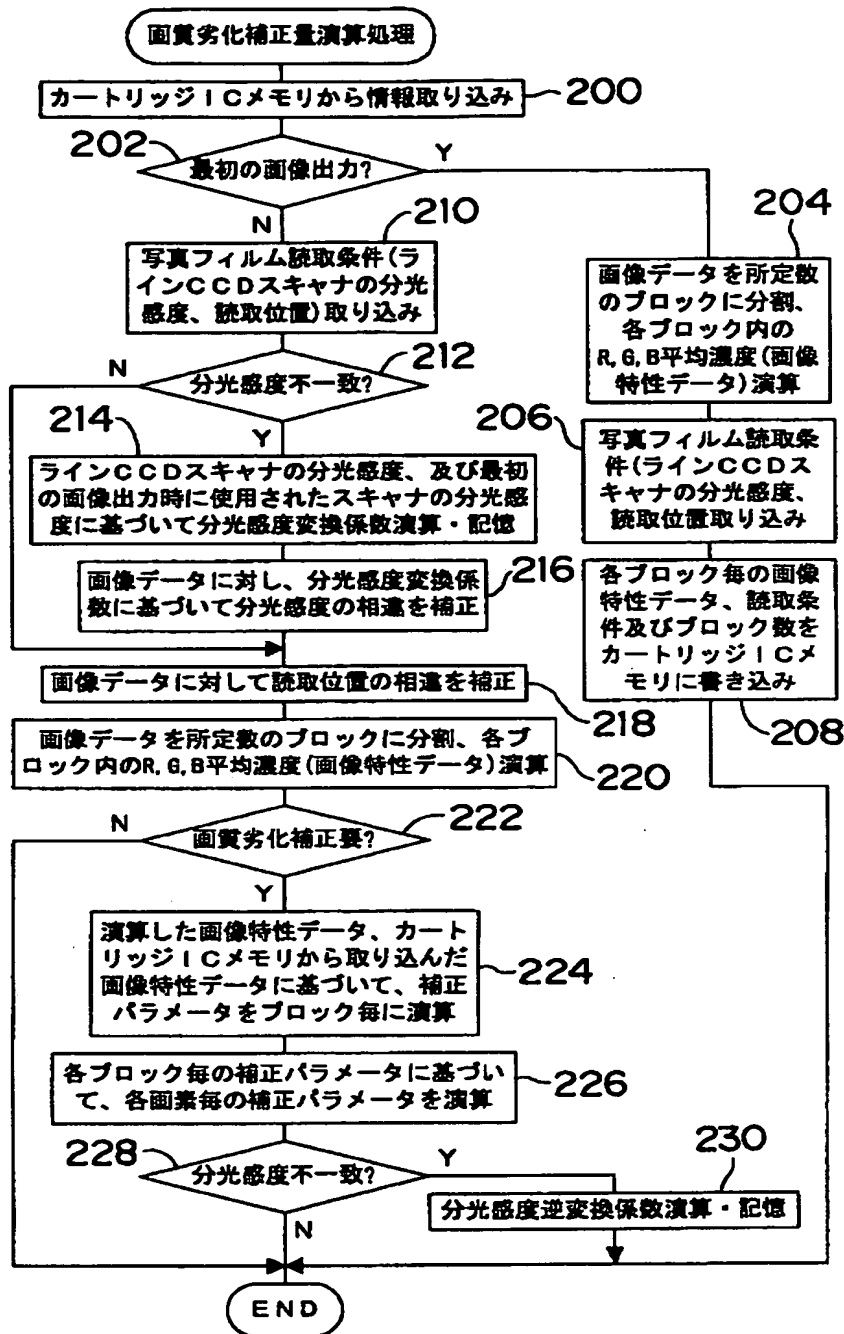 画質劣化補正量演算処理
カートリッジICメモリから情報取り込み
200
202
最初の画像出力?
Y
N
210
写真フィルム読取条件(ラ
インCCDスキャナの分光
感度、読取位置)取り込み
204
画像データを所定数
のブロックに分割、
各ブロック内の
R,G,B平均濃度(画像
特性データ)演算
N
212
分光感度不一致?
Y
214
ラインCCDスキャナの分光感度、及び最初
の画像出力時に使用されたスキャナの分光感
度に基づいて分光感度変換係数演算・記憶
206
写真フィルム読取条
件(ラインCCDス
キャナの分光感度、
読取位置取り込み
画像データに対し、分光感度変換係
数に基づいて分光感度の相違を補正
216
各ブロック毎の画像
特性データ、読取条
件及びブロック数を
カートリッジICメ
モリに書き込み
208
画像データに対して読取位置の相違を補正
218
画像データを所定数のブロックに分割、各ブ
ロック内のR,G,B平均濃度(画像特性データ)演算
220
N
222
画質劣化補正要?
Y
演算した画像特性データ、カート
リッジICメモリから取り込んだ
画像特性データに基づいて、補正
パラメータをブロック毎に演算
224
各ブロック毎の補正パラメータに基づい
て、各画素毎の補正パラメータを演算
226
228
分光感度不一致?
Y
N
230
分光感度逆変換係数演算・記憶
END